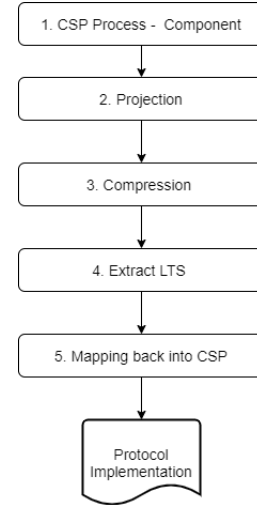 1. CSP Process - Component
2. Projection
3. Compression
4. Extract LTS
5. Mapping back into CSP
Protocol
Implementation